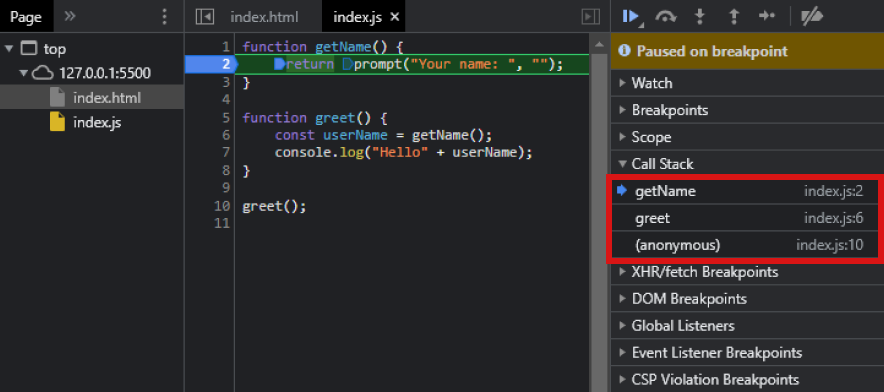 Page
top
127.0.0.1:5500
index.html
index.js
index.html
index.js
1 function getName() {
2 return prompt("Your name: ", "");
3 }
4
5 function greet() {
6 const userName = getName();
7 console.log("Hello" + userName);
8 }
9
10 greet();
11
Paused on breakpoint
Watch
Breakpoints
Scope
Call Stack
getName index.js:2
greet index.js:6
(anonymous) index.js:10
XHR/fetch Breakpoints
DOM Breakpoints
Global Listeners
Event Listener Breakpoints
CSP Violation Breakpoints